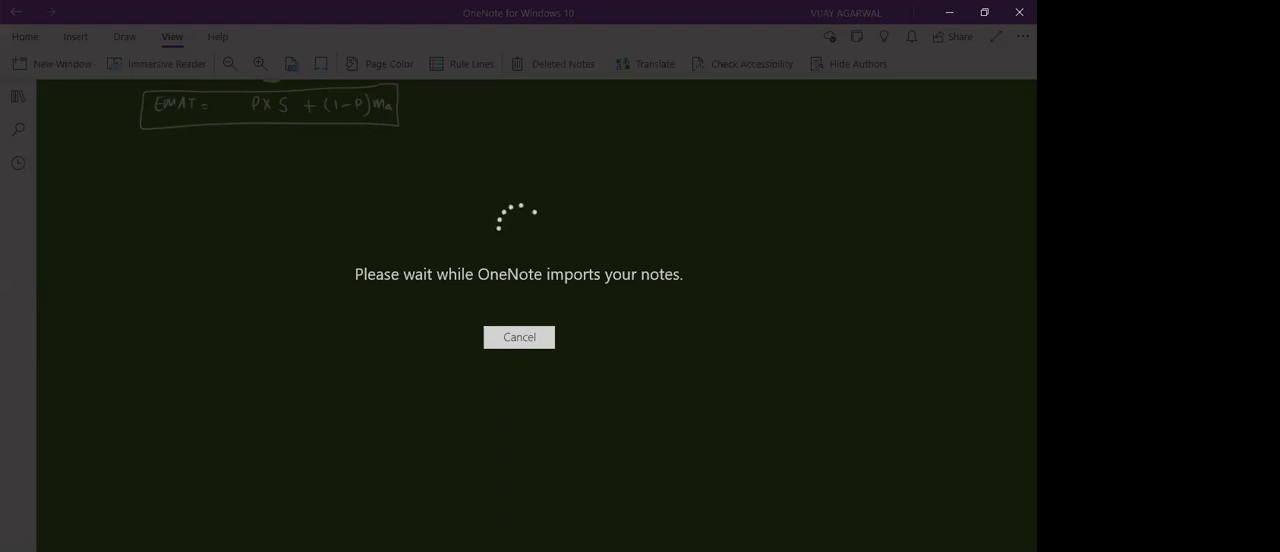 OneNote for Windows 10
VIJAY AGARWAL
Home Insert Draw View Help
Share
New Window Immersive Reader Page Color Rule Lines Deleted Notes Translate Check Accessibility Hide Authors
EMAT = P X S + (1-P) ma
Please wait while OneNote imports your notes.
Cancel